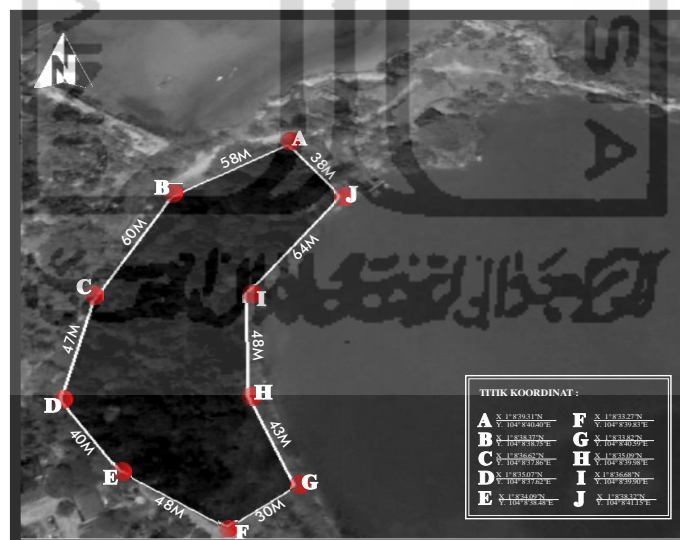 N
A
58M
38M
B
J
60M
64M
C
I
47M
48M
D
H
43M
40M
E
G
48M
30M
F
TITIK KOORDINAT :
A X 1°8'39.31"N Y. 104°8'40.40"E
B X 1°8'38.37"N Y. 104°8'38.75"E
C X 1°8'36.62"N Y. 104°8'37.86"E
D X 1°8'35.07"N Y. 104°8'37.62"E
E X 1°8'34.09"N Y. 104°8'38.48"E
F X 1°8'33.27"N Y. 104°8'39.83"E
G X 1°8'33.82"N Y. 104°8'40.59"E
H X 1°8'35.09"N Y. 104°8'39.98"E
I X 1°8'36.68"N Y. 104°8'39.90"E
J X 1°8'38.32"N Y. 104°8'41.15"E